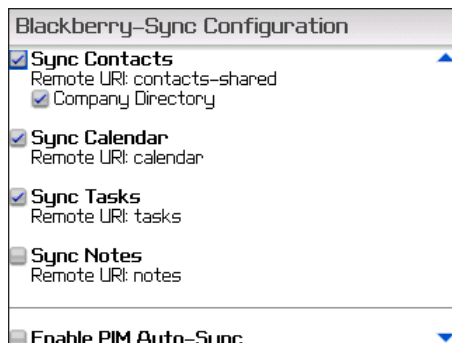 Blackberry-Sync Configuration
Sync Contacts
Remote URI: contacts-shared
Company Directory
Sync Calendar
Remote URI: calendar
Sync Tasks
Remote URI: tasks
Sync Notes
Remote URI: notes
Enable PIM Auto-Sync